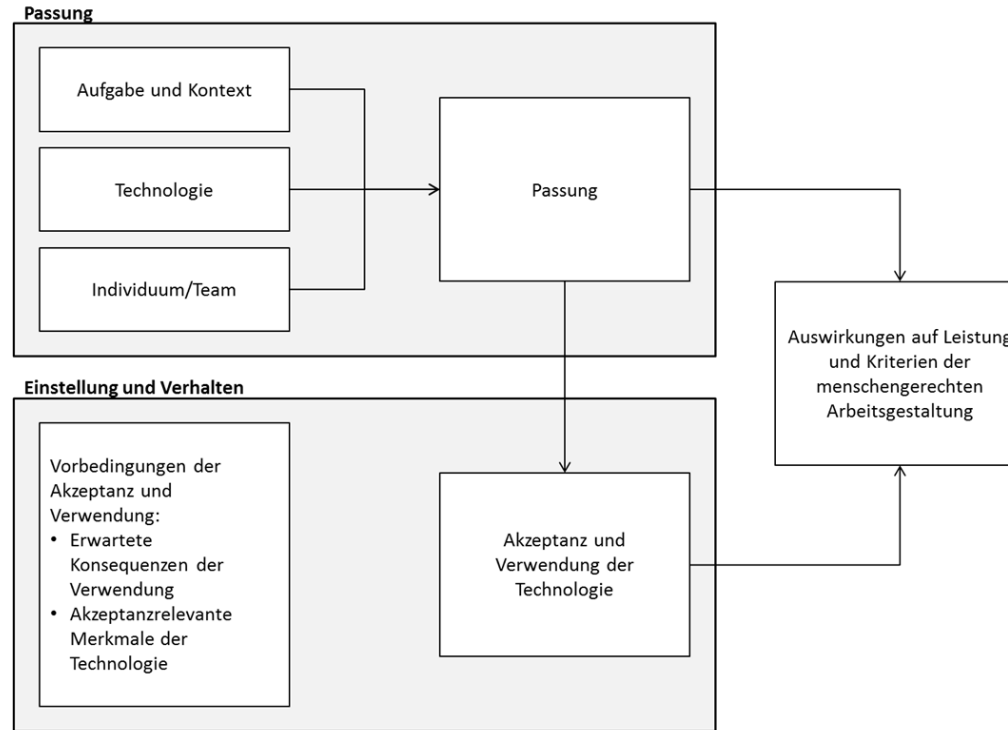 Passung
Aufgabe und Kontext
Technologie
Individuum/Team
Passung
Auswirkungen auf Leistung
und Kriterien der
menschengerechten
Arbeitsgestaltung
Einstellung und Verhalten
Vorbedingungen der
Akzeptanz und
Verwendung:
• Erwartete
Konsequenzen der
Verwendung
• Akzeptanzrelevante
Merkmale der
Technologie
Akzeptanz und
Verwendung der
Technologie